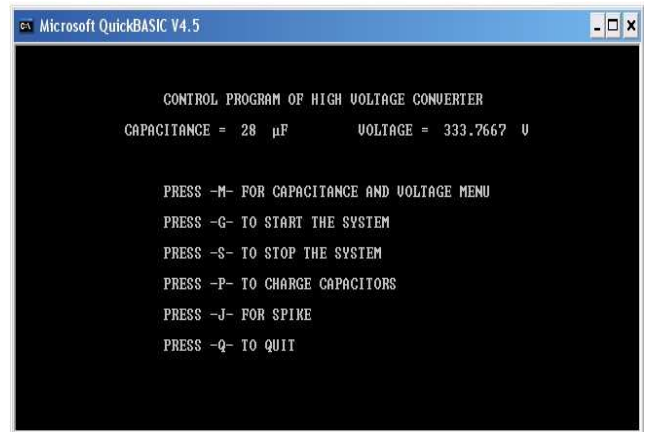 Microsoft QuickBASIC V4.5
CONTROL PROGRAM OF HIGH VOLTAGE CONVERTER
CAPACITANCE = 28 µF VOLTAGE = 333.7667 V
PRESS -M- FOR CAPACITANCE AND VOLTAGE MENU
PRESS -G- TO START THE SYSTEM
PRESS -S- TO STOP THE SYSTEM
PRESS -P- TO CHARGE CAPACITORS
PRESS -J- FOR SPIKE
PRESS -Q- TO QUIT